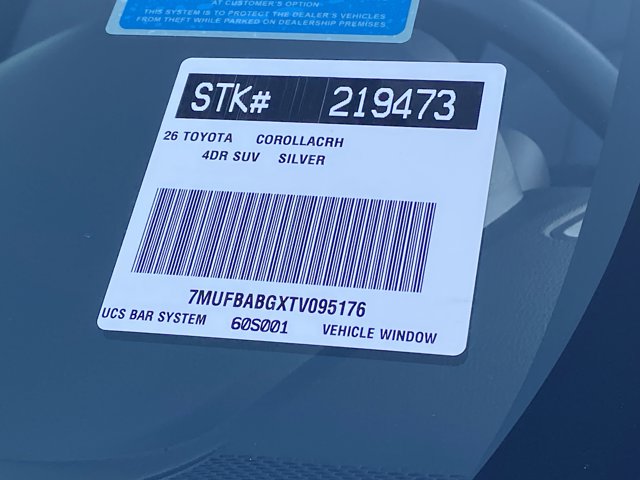 AT CUSTOMER'S OPTION
THIS SYSTEM IS TO PROTECT THE DEALER'S VEHICLES
FROM THEFT WHILE PARKED ON DEALERSHIP PREMISES.
STK# 219473
26 TOYOTA COROLLACRH
4DR SUV SILVER
7MUFBABGXTV095176
UCS BAR SYSTEM 60S001 VEHICLE WINDOW